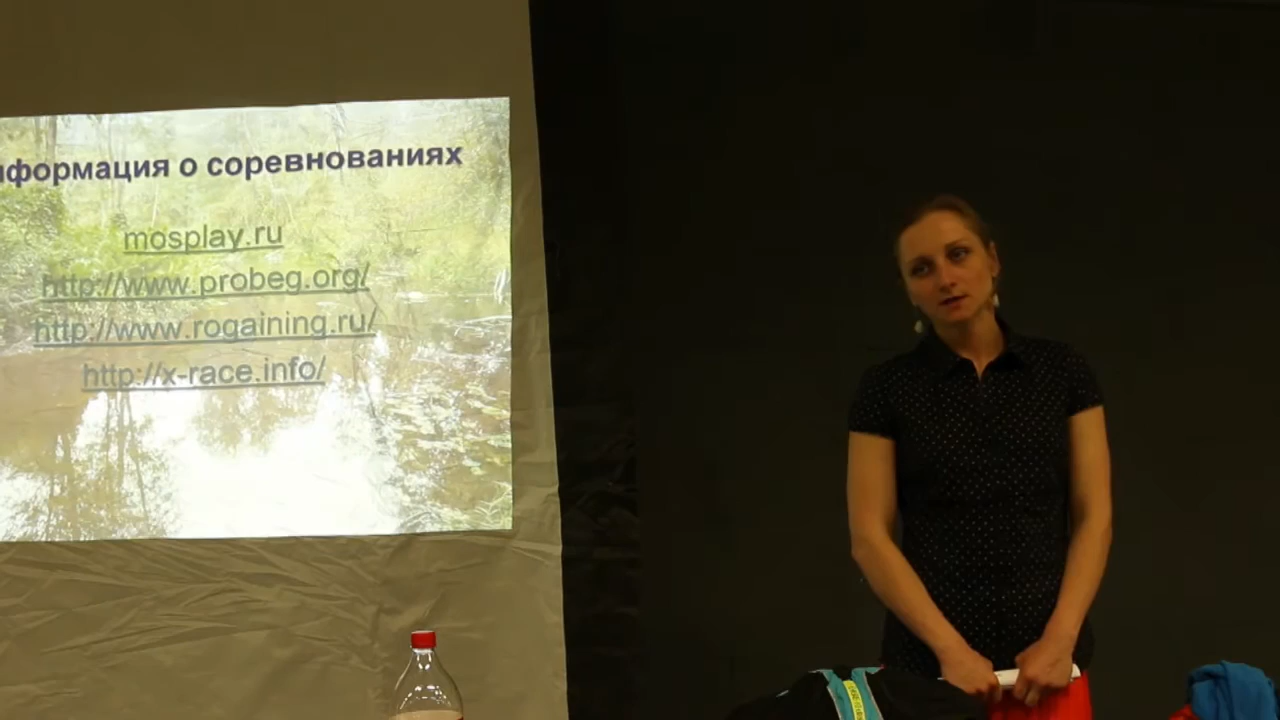 нформация о соревнованиях
mosplay.ru
http://www.probeg.org/
http://www.rogaining.ru/
http://x-race.info/